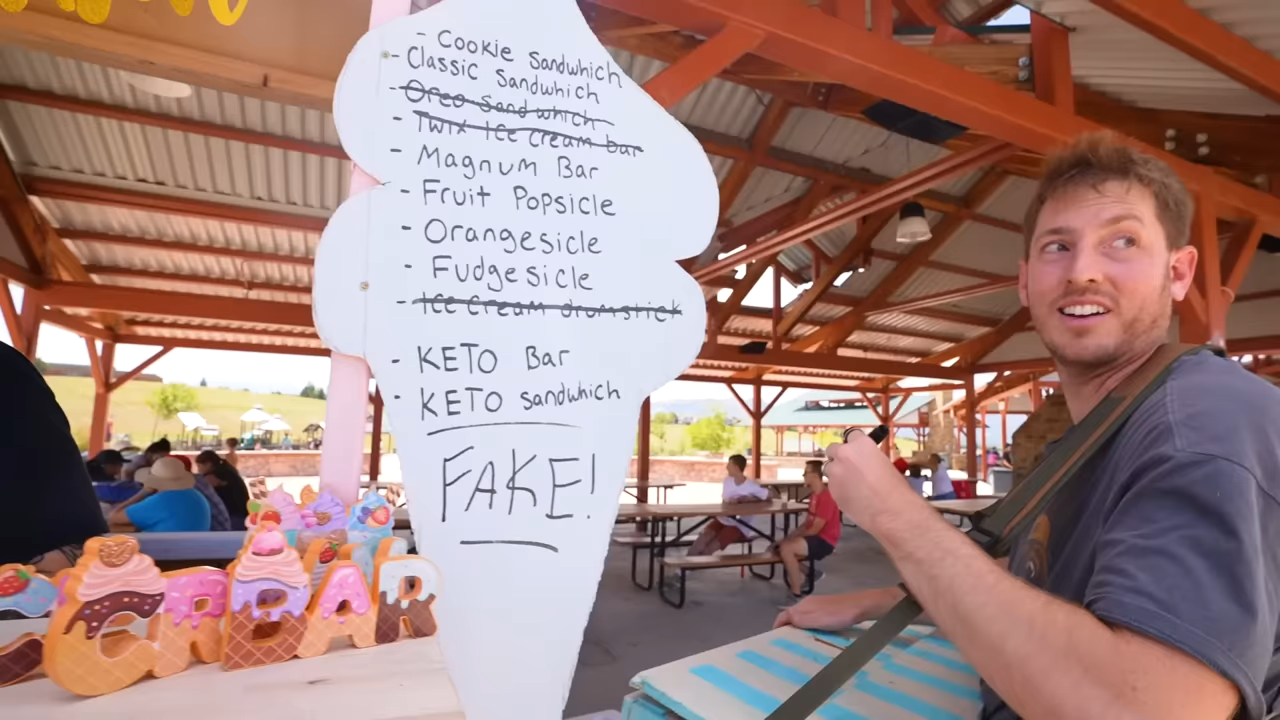 - Cookie Sandwhich
- Classic Sandwhich
- Oreo Sandwhich
- Twix Ice cream bar
- Magnum Bar
- Fruit Popsicle
- Orangesicle
- Fudgesicle
- Ice Cream drumstick
- KETO Bar
- KETO sandwhich
FAKE!
BAR